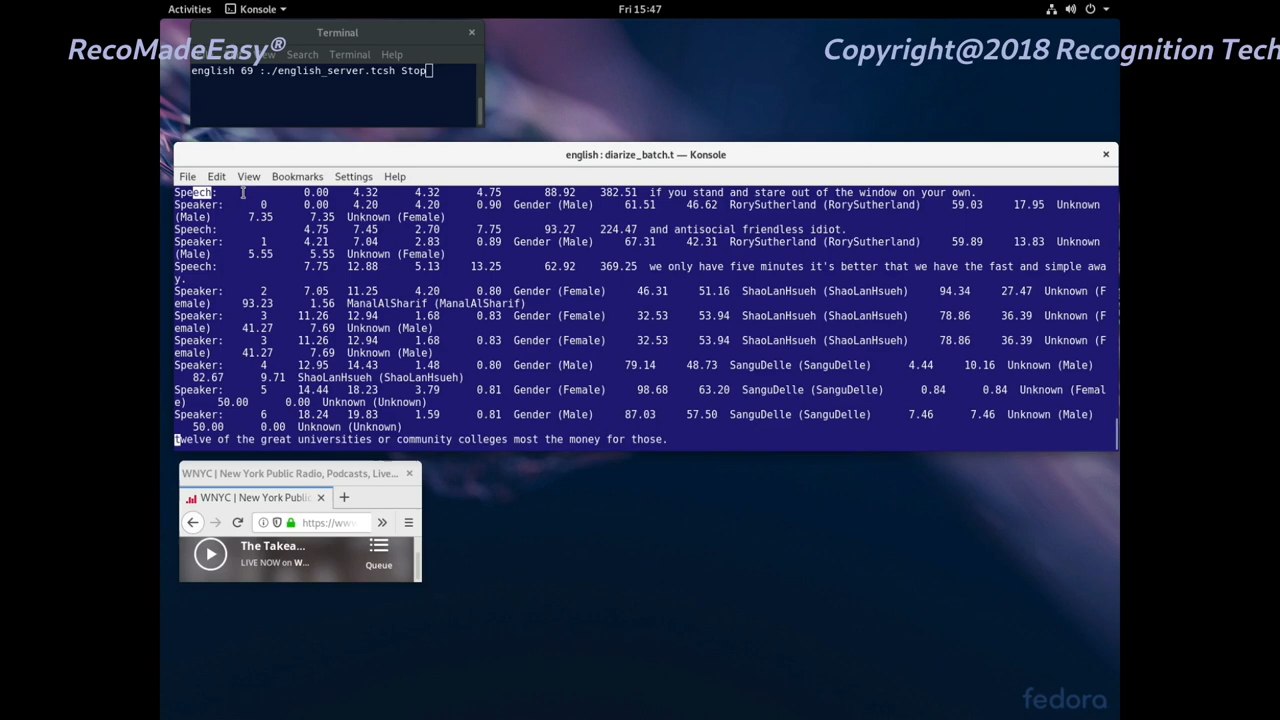 Activities Konsole Fri 15:47
Terminal
RecoMadeEasy® Copyright@2018 Recognition Tech
Search Terminal Help
english 69 :./english_server.tcsh Stop
english : diarize_batch.t — Konsole
File Edit View Bookmarks Settings Help
Speech: 0.00 4.32 4.32 4.75 88.92 382.51 if you stand and stare out of the window on your own.
Speaker: 0 0.00 4.20 4.20 0.90 Gender (Male) 61.51 46.62 RorySutherland (RorySutherland) 59.03 17.95 Unknown
(Male) 7.35 7.35 Unknown (Female)
Speech: 4.75 7.45 2.70 7.75 93.27 224.47 and antisocial friendless idiot.
Speaker: 1 4.21 7.04 2.83 0.89 Gender (Male) 67.31 42.31 RorySutherland (RorySutherland) 59.89 13.83 Unknown
(Male) 5.55 5.55 Unknown (Female)
Speech: 7.75 12.88 5.13 13.25 62.92 369.25 we only have five minutes it's better that we have the fast and simple awa
y.
Speaker: 2 7.05 11.25 4.20 0.80 Gender (Female) 46.31 51.16 ShaoLanHsueh (ShaoLanHsueh) 94.34 27.47 Unknown (F
emale) 93.23 1.56 ManalAlSharif (ManalAlSharif)
Speaker: 3 11.26 12.94 1.68 0.83 Gender (Female) 32.53 53.94 ShaoLanHsueh (ShaoLanHsueh) 78.86 36.39 Unknown (F
emale) 41.27 7.69 Unknown (Male)
Speaker: 3 11.26 12.94 1.68 0.83 Gender (Female) 32.53 53.94 ShaoLanHsueh (ShaoLanHsueh) 78.86 36.39 Unknown (F
emale) 41.27 7.69 Unknown (Male)
Speaker: 4 12.95 14.43 1.48 0.80 Gender (Male) 79.14 48.73 SanguDelle (SanguDelle) 4.44 10.16 Unknown (Male)
82.67 9.71 ShaoLanHsueh (ShaoLanHsueh)
Speaker: 5 14.44 18.23 3.79 0.81 Gender (Female) 98.68 63.20 SanguDelle (SanguDelle) 0.84 0.84 Unknown (Femal
e) 50.00 0.00 Unknown (Unknown)
Speaker: 6 18.24 19.83 1.59 0.81 Gender (Male) 87.03 57.50 SanguDelle (SanguDelle) 7.46 7.46 Unknown (Male)
50.00 0.00 Unknown (Unknown)
twelve of the great universities or community colleges most the money for those.
WNYC | New York Public Radio, Podcasts, Live...
WNYC | New York Public
https://ww
The Takea...
LIVE NOW on W...
Queue
fedora